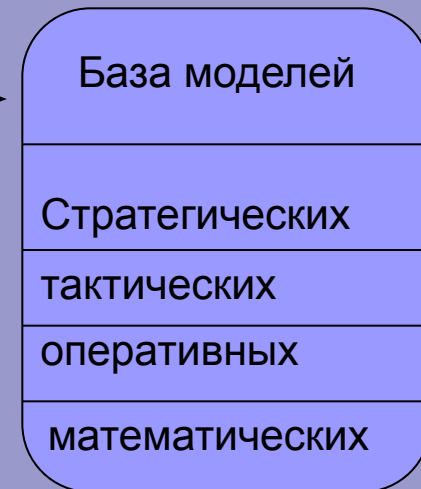 База моделей
Стратегических
тактических
оперативных
математических